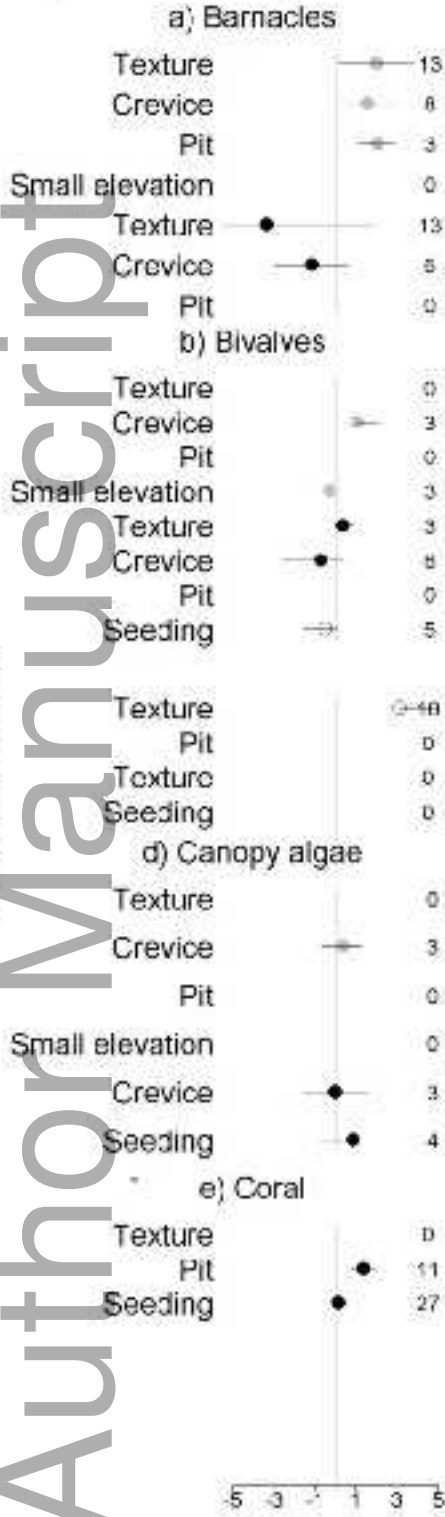 a) Barnacles
Texture 13
Crevice 8
Pit 3
Small elevation 0
Texture 13
Crevice
Pit 0
b) Bivalves
Texture 0
Crevice 3
Pit 0
Small elevation 3
Texture 3
Crevice 8
Pit 0
Seeding 5
Texture
Pit 0
Texture 0
Seeding 0
d) Canopy algae
Texture 0
Crevice 3
Pit 0
Small elevation 0
Crevice 3
Seeding 4
e) Coral
Texture 0
Pit 11
Seeding 27
-5 -3 -1 1 3 5
Author Manuscript